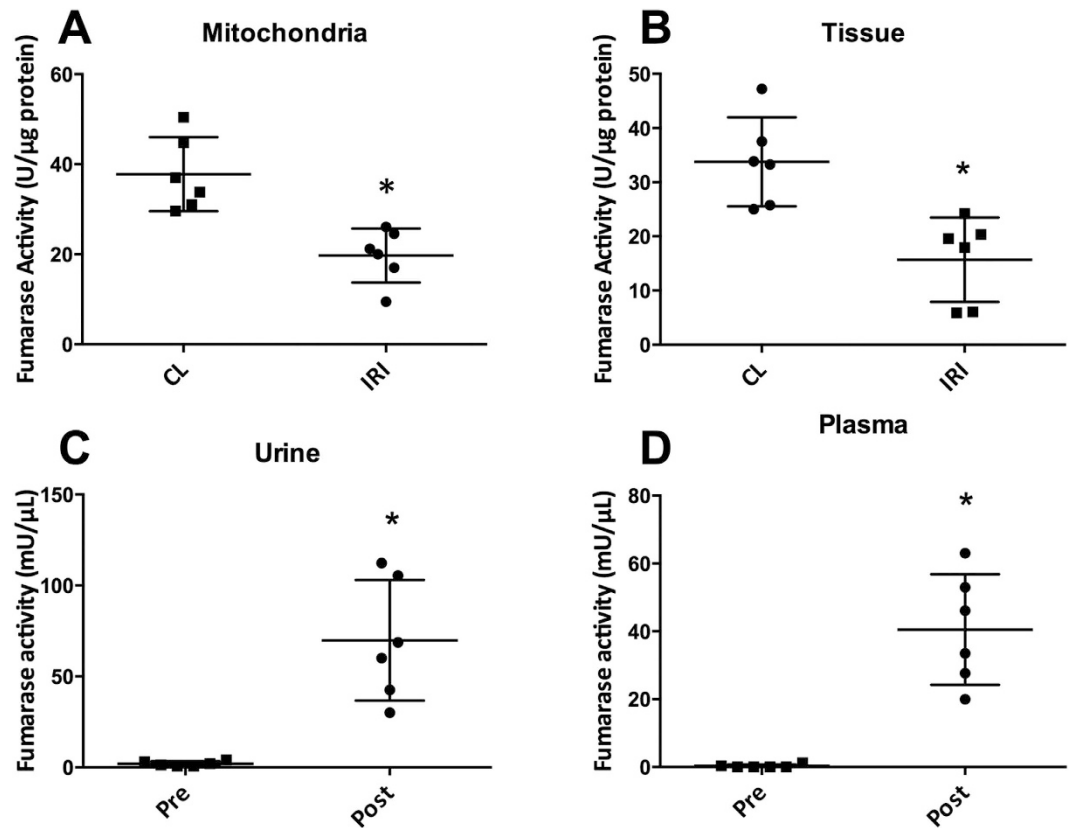 A
Mitochondria
Fumarase Activity (U/µg protein)
60
40
20
0
*
CL
IRI
B
Tissue
Fumarase Activity (U/µg protein)
50
40
30
20
10
0
*
CL
IRI
C
Urine
Fumarase activity (mU/µL)
150
100
50
0
*
Pre
Post
D
Plasma
Fumarase activity (mU/µL)
80
60
40
20
0
*
Pre
Post